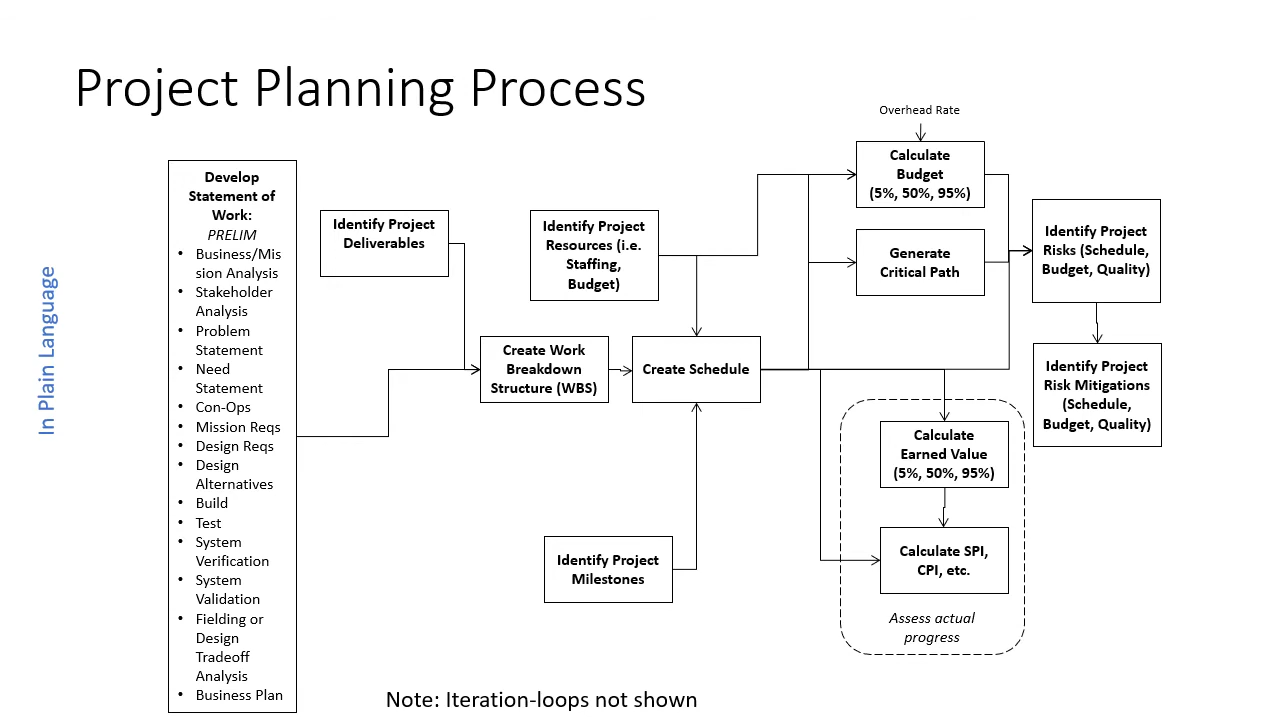 Project Planning Process
In Plain Language
Develop
Statement of
Work:
PRELIM
• Business/Mis
sion Analysis
• Stakeholder
Analysis
• Problem
Statement
• Need
Statement
• Con-Ops
• Mission Reqs
• Design Reqs
• Design
Alternatives
• Build
• Test
• System
Verification
• System
Validation
• Fielding or
Design
Tradeoff
Analysis
• Business Plan
Identify Project
Deliverables
Identify Project
Resources (i.e.
Staffing,
Budget)
Create Work
Breakdown
Structure (WBS)
Create Schedule
Identify Project
Milestones
Overhead Rate
Calculate
Budget
(5%, 50%, 95%)
Generate
Critical Path
Calculate
Earned Value
(5%, 50%, 95%)
Calculate SPI,
CPI, etc.
Assess actual
progress
Identify Project
Risks (Schedule,
Budget, Quality)
Identify Project
Risk Mitigations
(Schedule,
Budget, Quality)
Note: Iteration-loops not shown